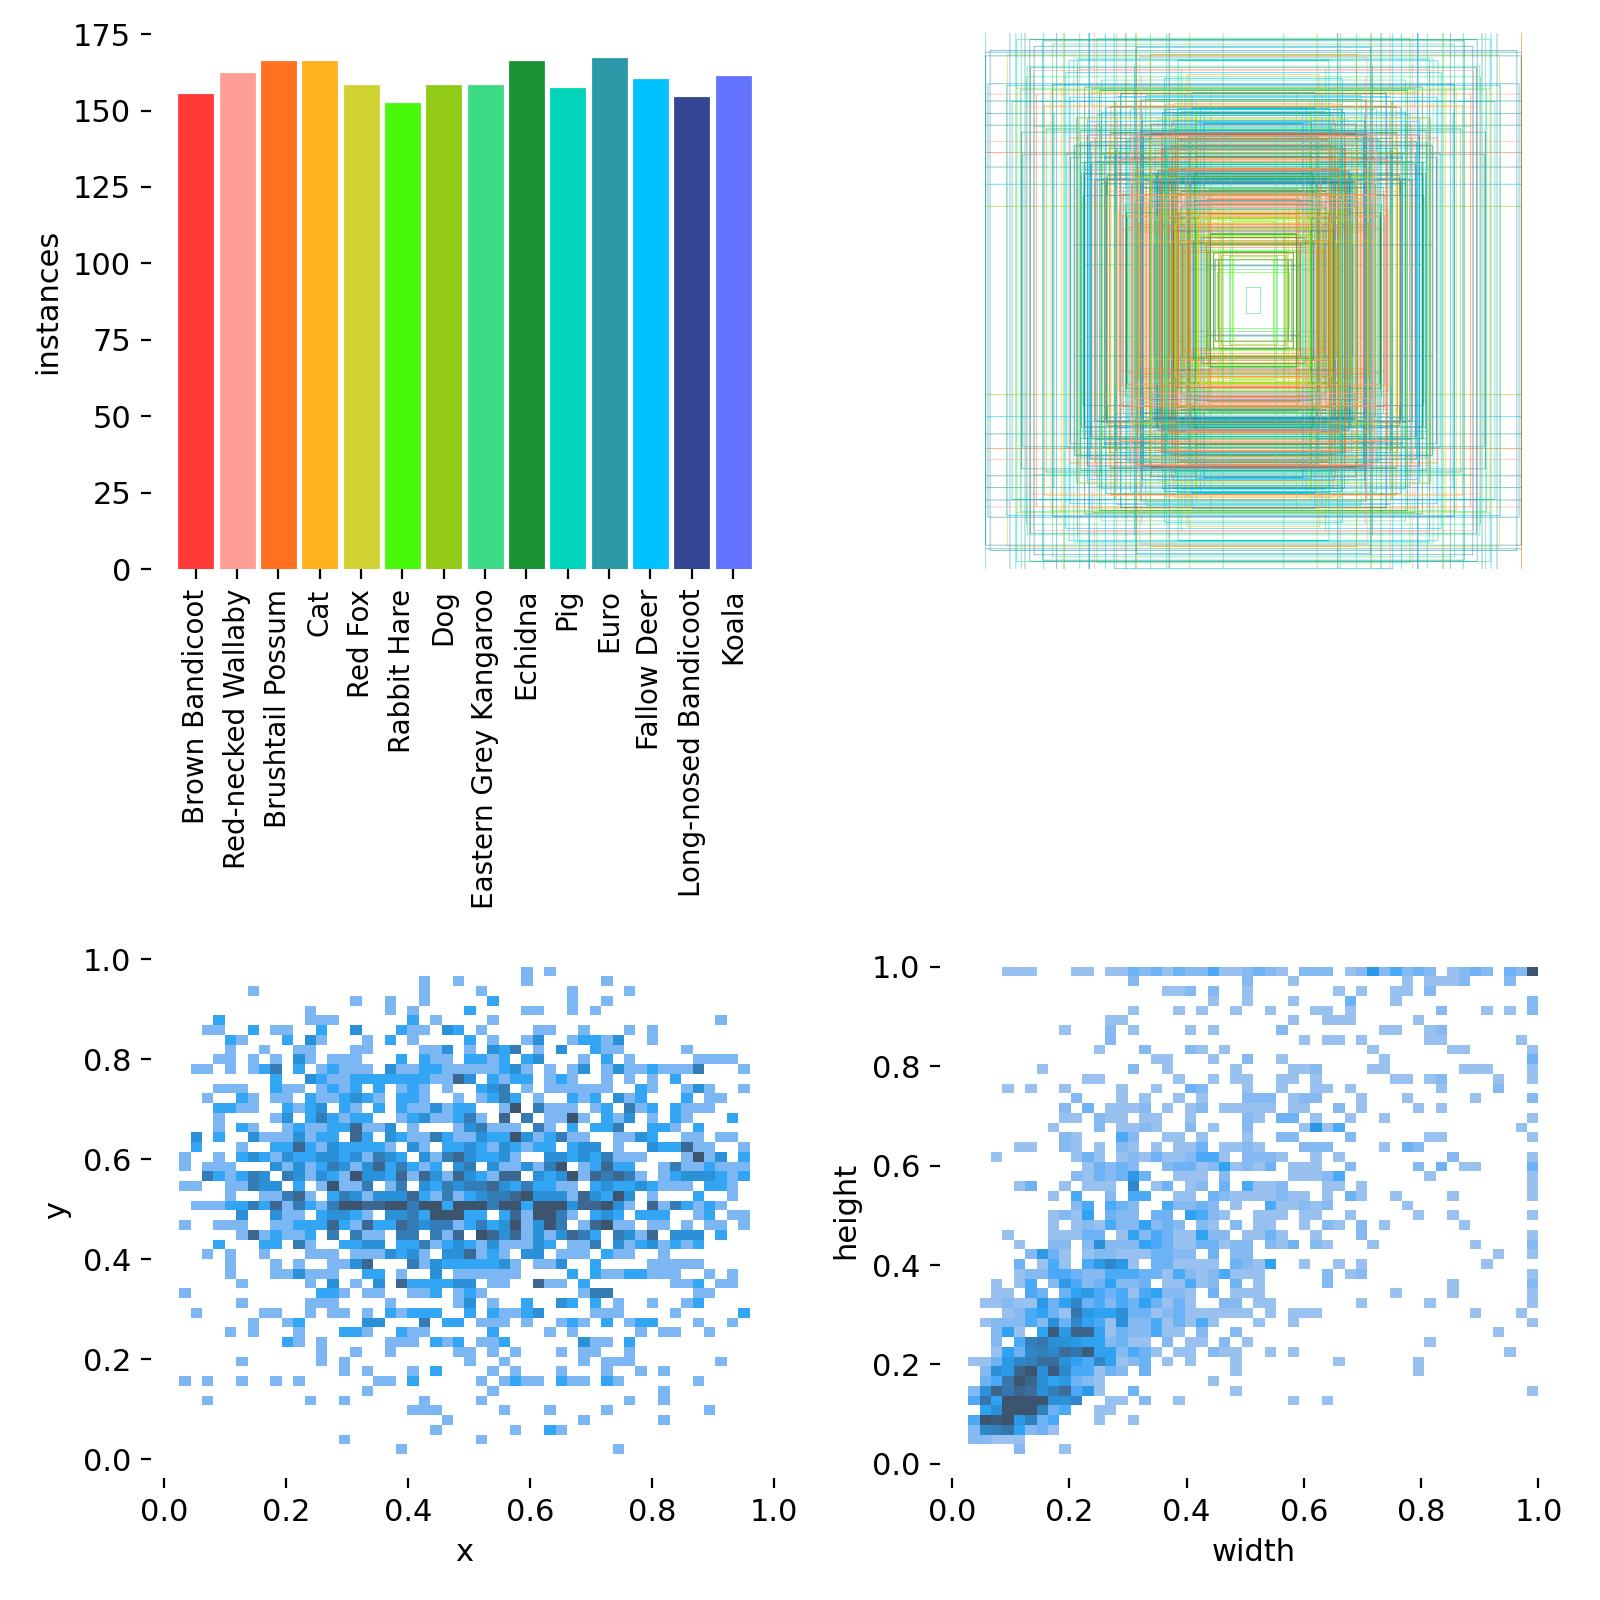 175
150
125
100
75
50
25
0
instances
Brown Bandicoot
Red-necked Wallaby
Brushtail Possum
Cat
Red Fox
Rabbit Hare
Dog
Eastern Grey Kangaroo
Echidna
Pig
Euro
Fallow Deer
Long-nosed Bandicoot
Koala
1.0
0.8
0.6
0.4
0.2
0.0
y
0.0 0.2 0.4 0.6 0.8 1.0
x
1.0
0.8
0.6
0.4
0.2
0.0
height
0.0 0.2 0.4 0.6 0.8 1.0
width